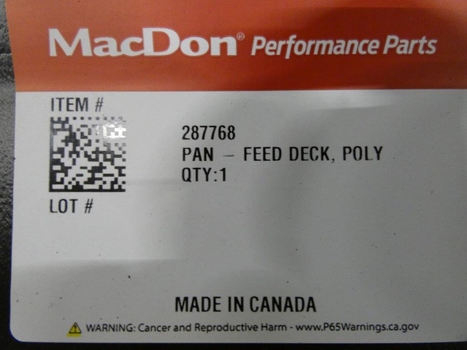 MacDon® Performance Parts
ITEM #
287768
PAN - FEED DECK, POLY
QTY:1
LOT #
MADE IN CANADA
WARNING: Cancer and Reproductive Harm - www.P65Warnings.ca.gov